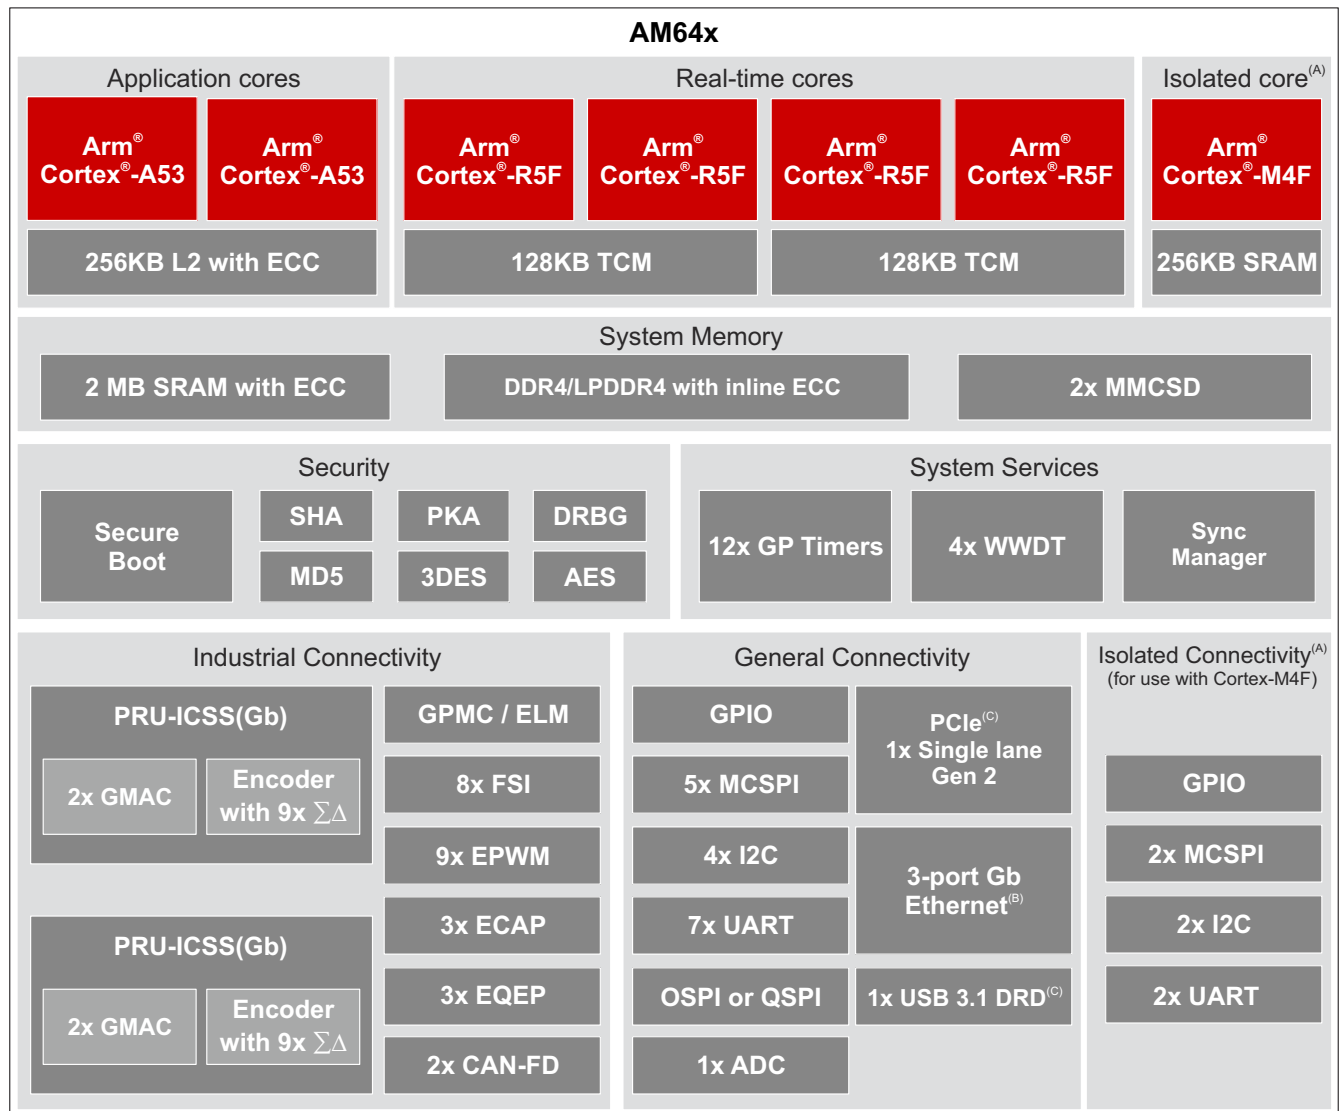 AM64x
Application cores
Arm®
Cortex®-A53
Arm®
Cortex®-A53
256KB L2 with ECC
Real-time cores
Arm®
Cortex®-R5F
Arm®
Cortex®-R5F
Arm®
Cortex®-R5F
Arm®
Cortex®-R5F
128KB TCM
128KB TCM
Isolated core(A)
Arm®
Cortex®-M4F
256KB SRAM
System Memory
2 MB SRAM with ECC
DDR4/LPDDR4 with inline ECC
2x MMCSD
Security
Secure
Boot
SHA
PKA
DRBG
MD5
3DES
AES
System Services
12x GP Timers
4x WWDT
Sync
Manager
Industrial Connectivity
PRU-ICSS(Gb)
2x GMAC
Encoder
with 9x ∑Δ
PRU-ICSS(Gb)
2x GMAC
Encoder
with 9x ∑Δ
GPMC / ELM
8x FSI
9x EPWM
3x ECAP
3x EQEP
2x CAN-FD
General Connectivity
GPIO
5x MCSPI
4x I2C
7x UART
OSPI or QSPI
1x ADC
PCIe(C)
1x Single lane
Gen 2
3-port Gb
Ethernet(B)
1x USB 3.1 DRD(C)
Isolated Connectivity(A)
(for use with Cortex-M4F)
GPIO
2x MCSPI
2x I2C
2x UART